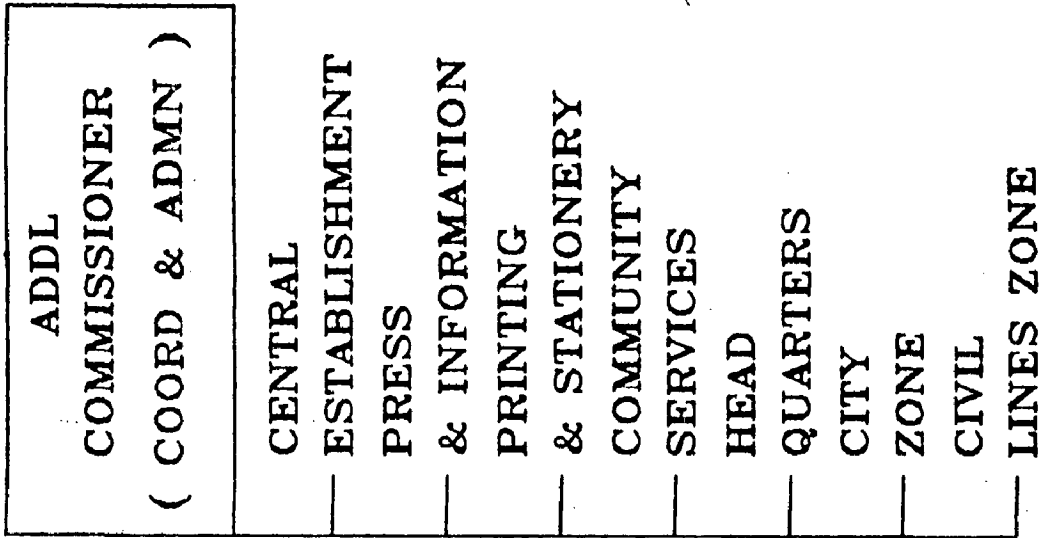 ADDL
COMMISSIONER
( COORD & ADMN )
CENTRAL
ESTABLISHMENT
PRESS
& INFORMATION
PRINTING
& STATIONERY
COMMUNITY
SERVICES
HEAD
QUARTERS
CITY
ZONE
CIVIL
LINES ZONE